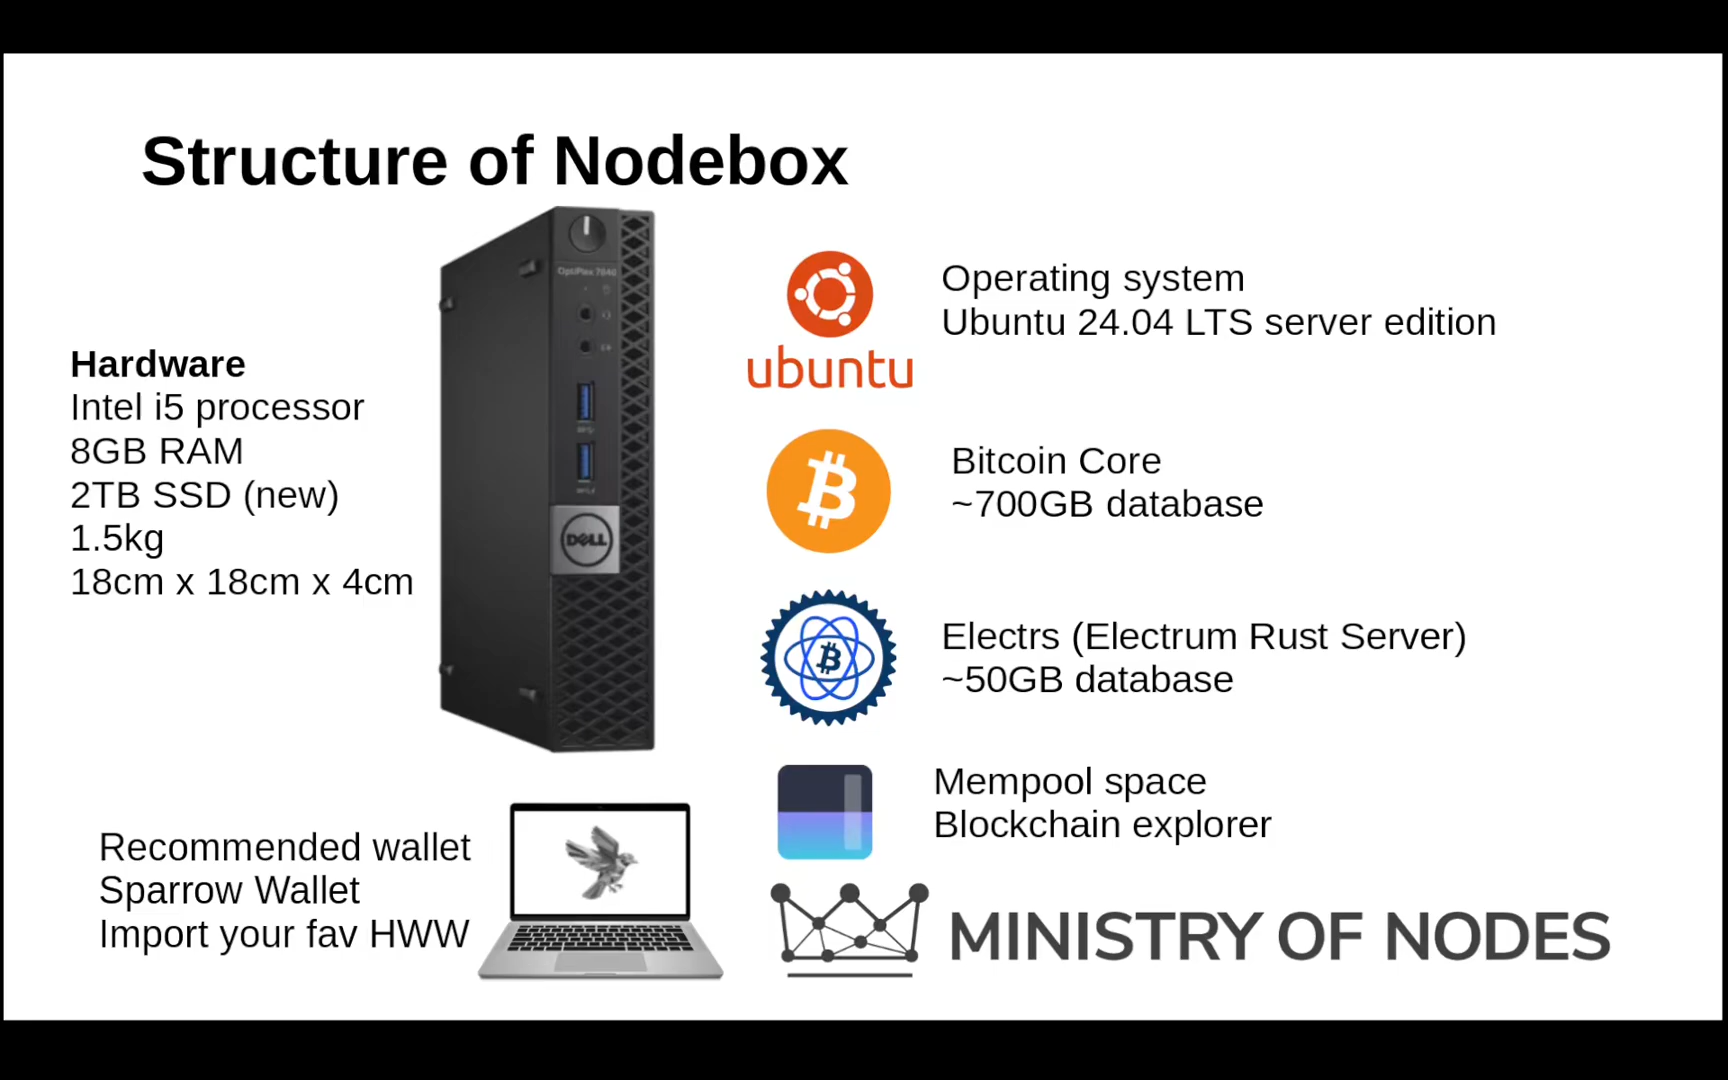 Structure of Nodebox
OptiPlex 7040
DELL
Hardware
Intel i5 processor
8GB RAM
2TB SSD (new)
1.5kg
18cm x 18cm x 4cm
ubuntu
Operating system
Ubuntu 24.04 LTS server edition
Bitcoin Core
~700GB database
Electrs (Electrum Rust Server)
~50GB database
Mempool space
Blockchain explorer
Recommended wallet
Sparrow Wallet
Import your fav HWW
MINISTRY OF NODES